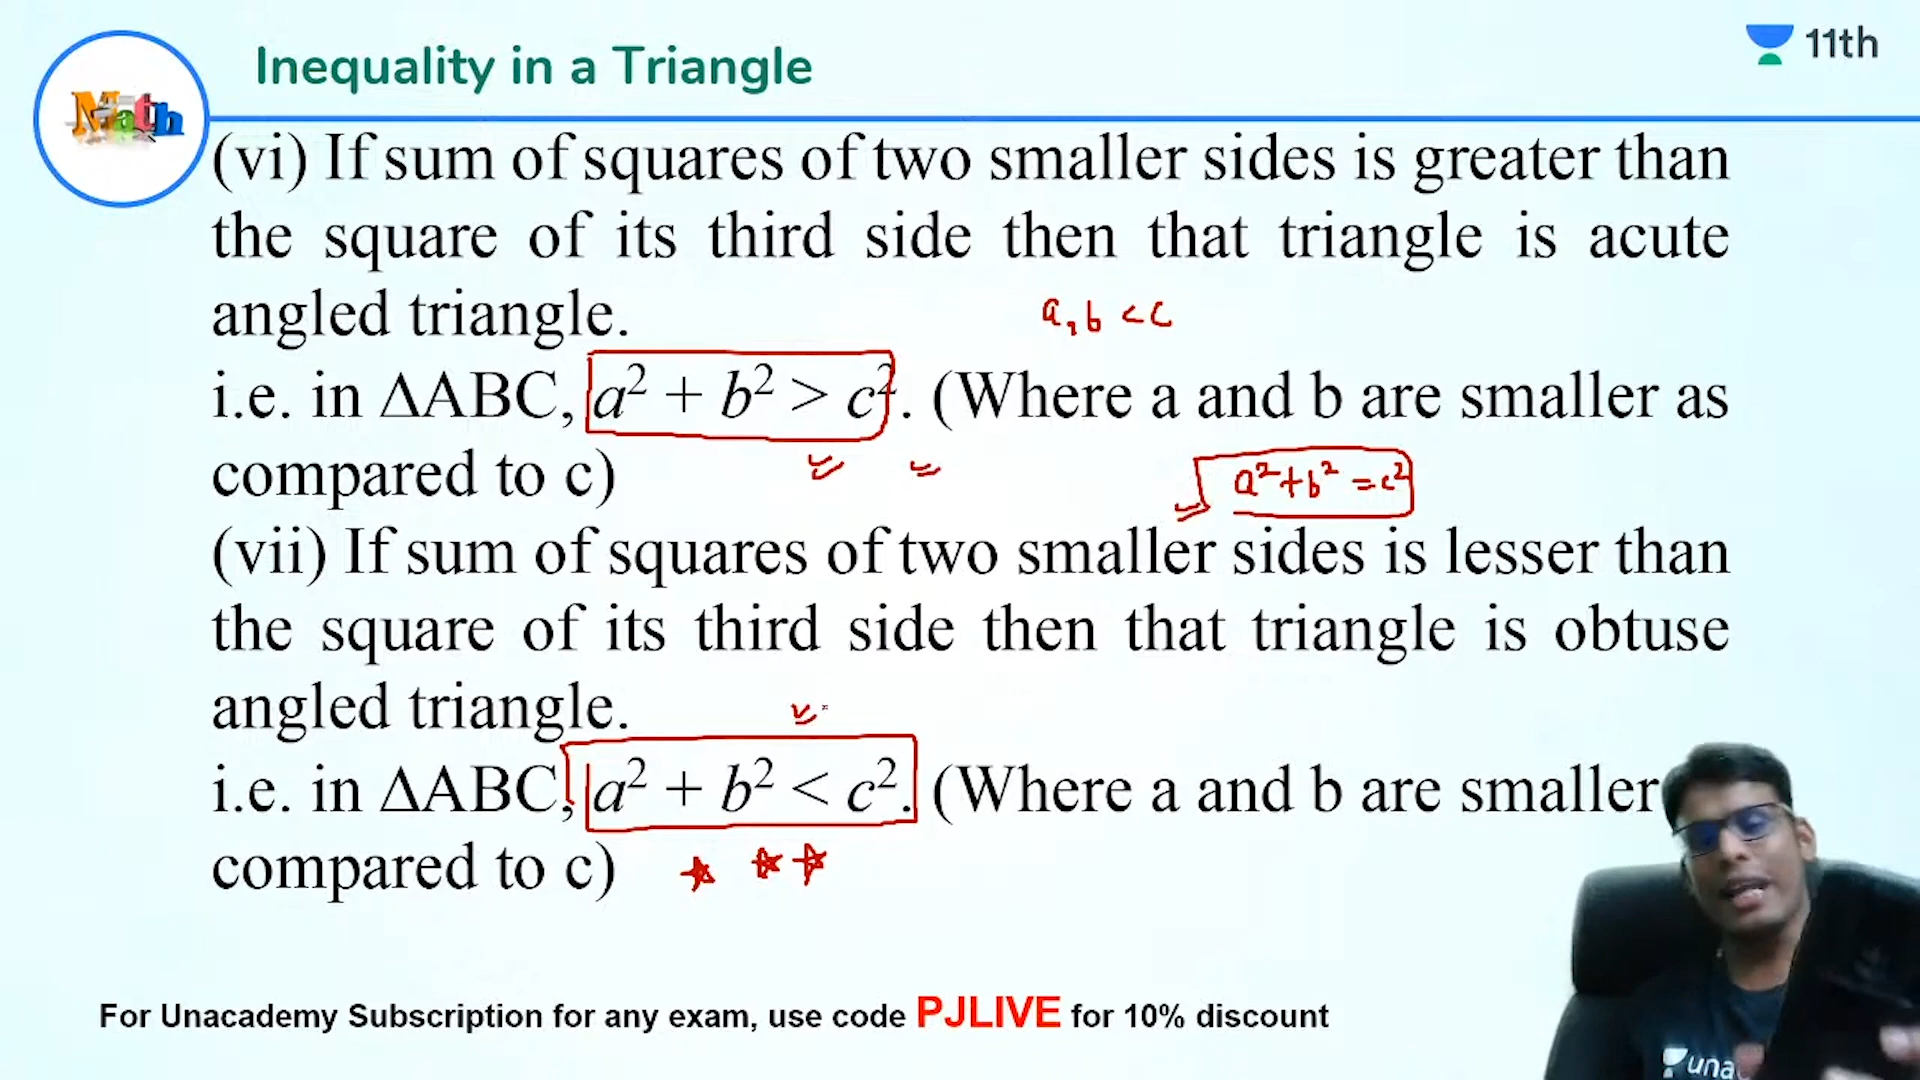 Inequality in a Triangle
11th
Math
(vi) If sum of squares of two smaller sides is greater than
the square of its third side then that triangle is acute
angled triangle.
a, b < c
i.e. in ΔABC, a² + b² > c². (Where a and b are smaller as
compared to c)
a²+b² = c²
(vii) If sum of squares of two smaller sides is lesser than
the square of its third side then that triangle is obtuse
angled triangle.
i.e. in ΔABC, a² + b² < c². (Where a and b are smaller
compared to c)
For Unacademy Subscription for any exam, use code PJLIVE for 10% discount
una